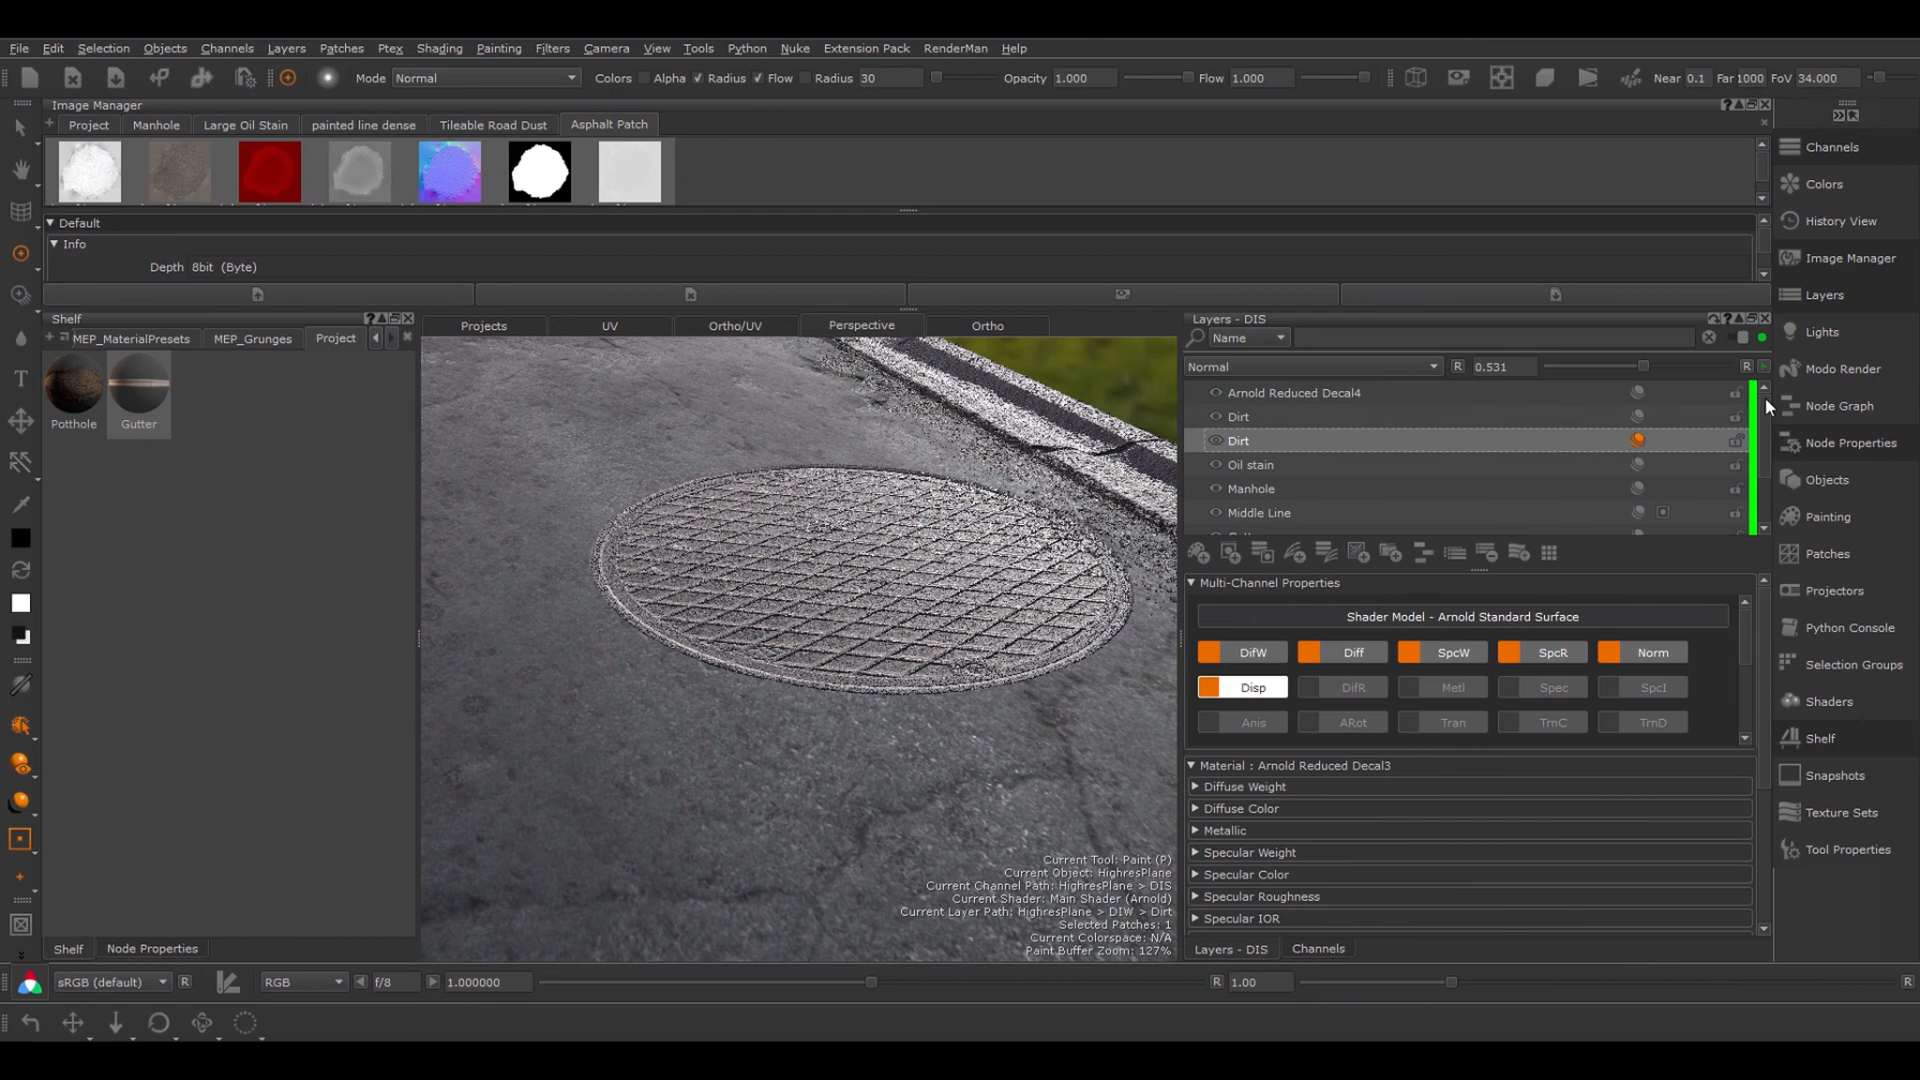 File Edit Selection Objects Channels Layers Patches Ptex Shading Painting Filters Camera View Tools Python Nuke Extension Pack RenderMan Help
Mode Normal Colors Alpha Radius Flow Radius 30 Opacity 1.000 Flow 1.000 Near 0.1 Far 1000 FoV 34.000
Image Manager
Project Manhole Large Oil Stain painted line dense Tileable Road Dust Asphalt Patch
Default
Info
Depth 8bit (Byte)
Shelf
MEP_MaterialPresets MEP_Grunges Project
Potthole Gutter
Projects UV Ortho/UV Perspective Ortho
Current Tool: Paint (P)
Current Object: HighresPlane
Current Channel Path: HighresPlane > DIS
Current Shader: Main Shader (Arnold)
Current Layer Path: HighresPlane > DIW > Dirt
Selected Patches: 1
Current Colorspace: N/A
Paint Buffer Zoom: 127%
Layers - DIS
Name
Normal R 0.531 R
Arnold Reduced Decal4
Dirt
Dirt
Oil stain
Manhole
Middle Line
Multi-Channel Properties
Shader Model - Arnold Standard Surface
DifW Diff SpcW SpcR Norm
Disp DifR Metl Spec SpcI
Anis ARot Tran TrnC TrnD
Material : Arnold Reduced Decal3
Diffuse Weight
Diffuse Color
Metallic
Specular Weight
Specular Color
Specular Roughness
Specular IOR
Layers - DIS Channels
Channels
Colors
History View
Image Manager
Layers
Lights
Modo Render
Node Graph
Node Properties
Objects
Painting
Patches
Projectors
Python Console
Selection Groups
Shaders
Shelf
Snapshots
Texture Sets
Tool Properties
Shelf Node Properties
sRGB (default) R RGB f/8 1.000000 R 1.00 R